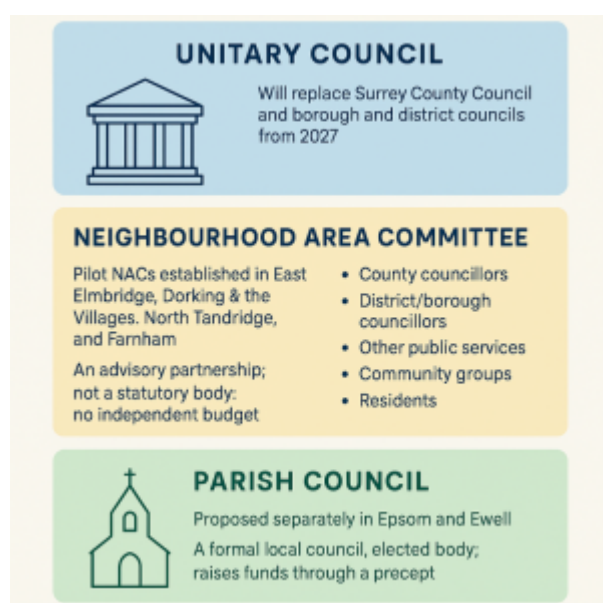 UNITARY COUNCIL
Will replace Surrey County Council
and borough and district councils
from 2027
NEIGHBOURHOOD AREA COMMITTEE
Pilot NACs established in East
Elmbridge, Dorking & the
Villages. North Tandridge,
and Farnham
An advisory partnership;
not a statutory body:
no independent budget
• County councillors
• District/borough
councillors
• Other public services
• Community groups
• Residents
PARISH COUNCIL
Proposed separately in Epsom and Ewell
A formal local council, elected body;
raises funds through a precept